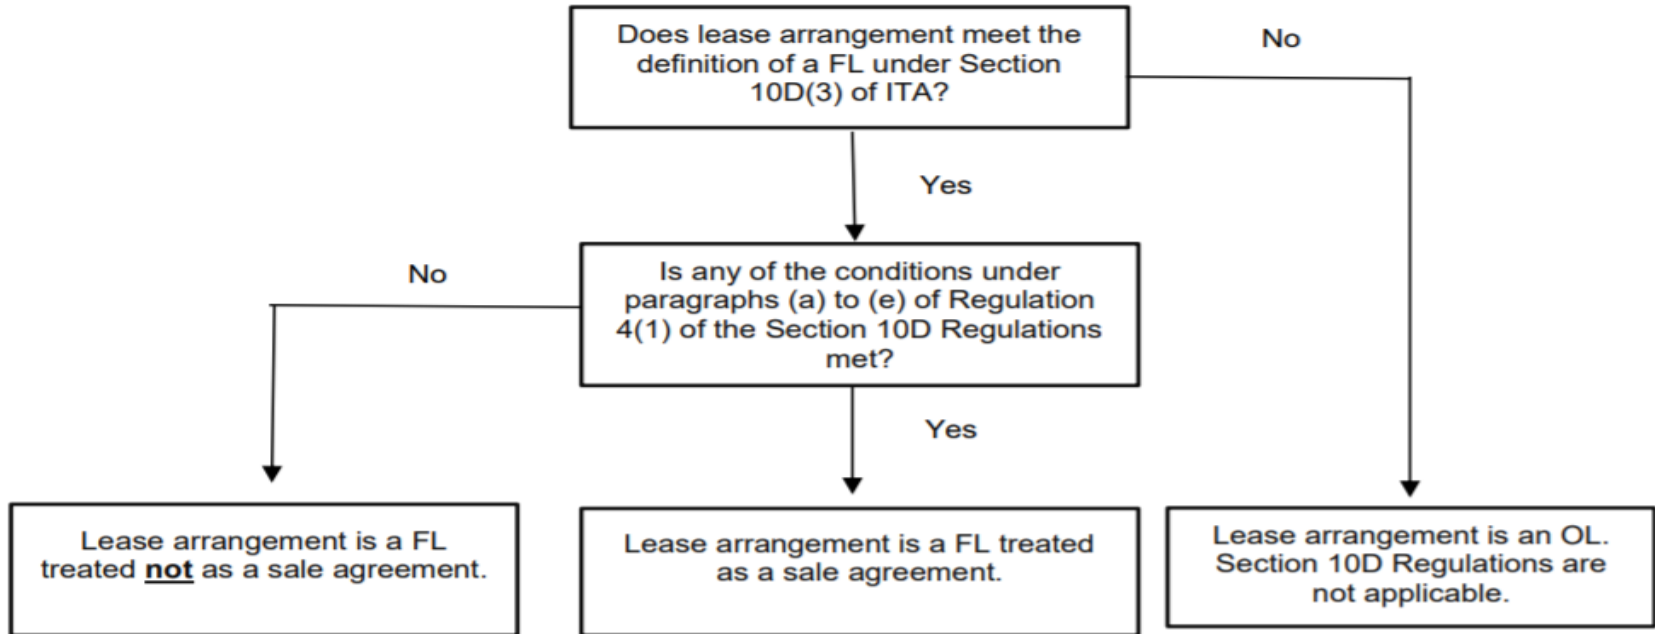 Does lease arrangement meet the
definition of a FL under Section
10D(3) of ITA?
No
Yes
Is any of the conditions under
paragraphs (a) to (e) of Regulation
4(1) of the Section 10D Regulations
met?
No
Yes
Lease arrangement is a FL
treated not as a sale agreement.
Lease arrangement is a FL treated
as a sale agreement.
Lease arrangement is an OL.
Section 10D Regulations are
not applicable.